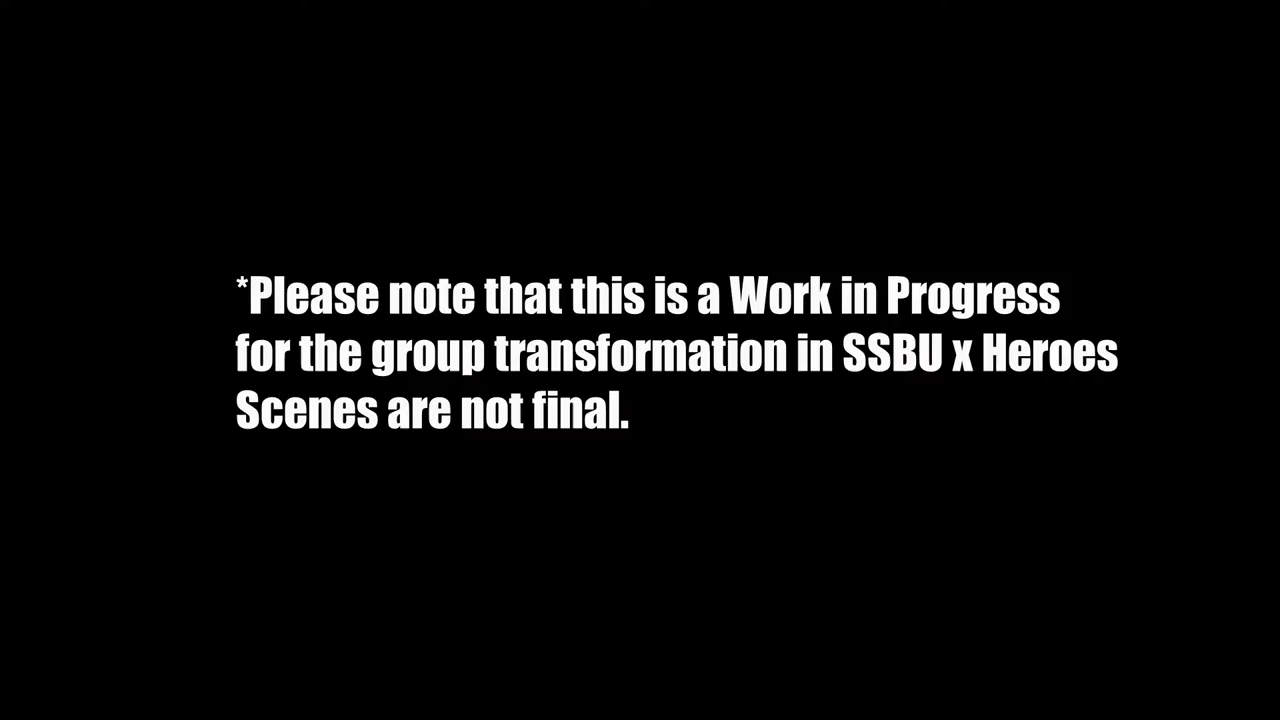 *Please note that this is a Work in Progress
for the group transformation in SSBU x Heroes
Scenes are not final.